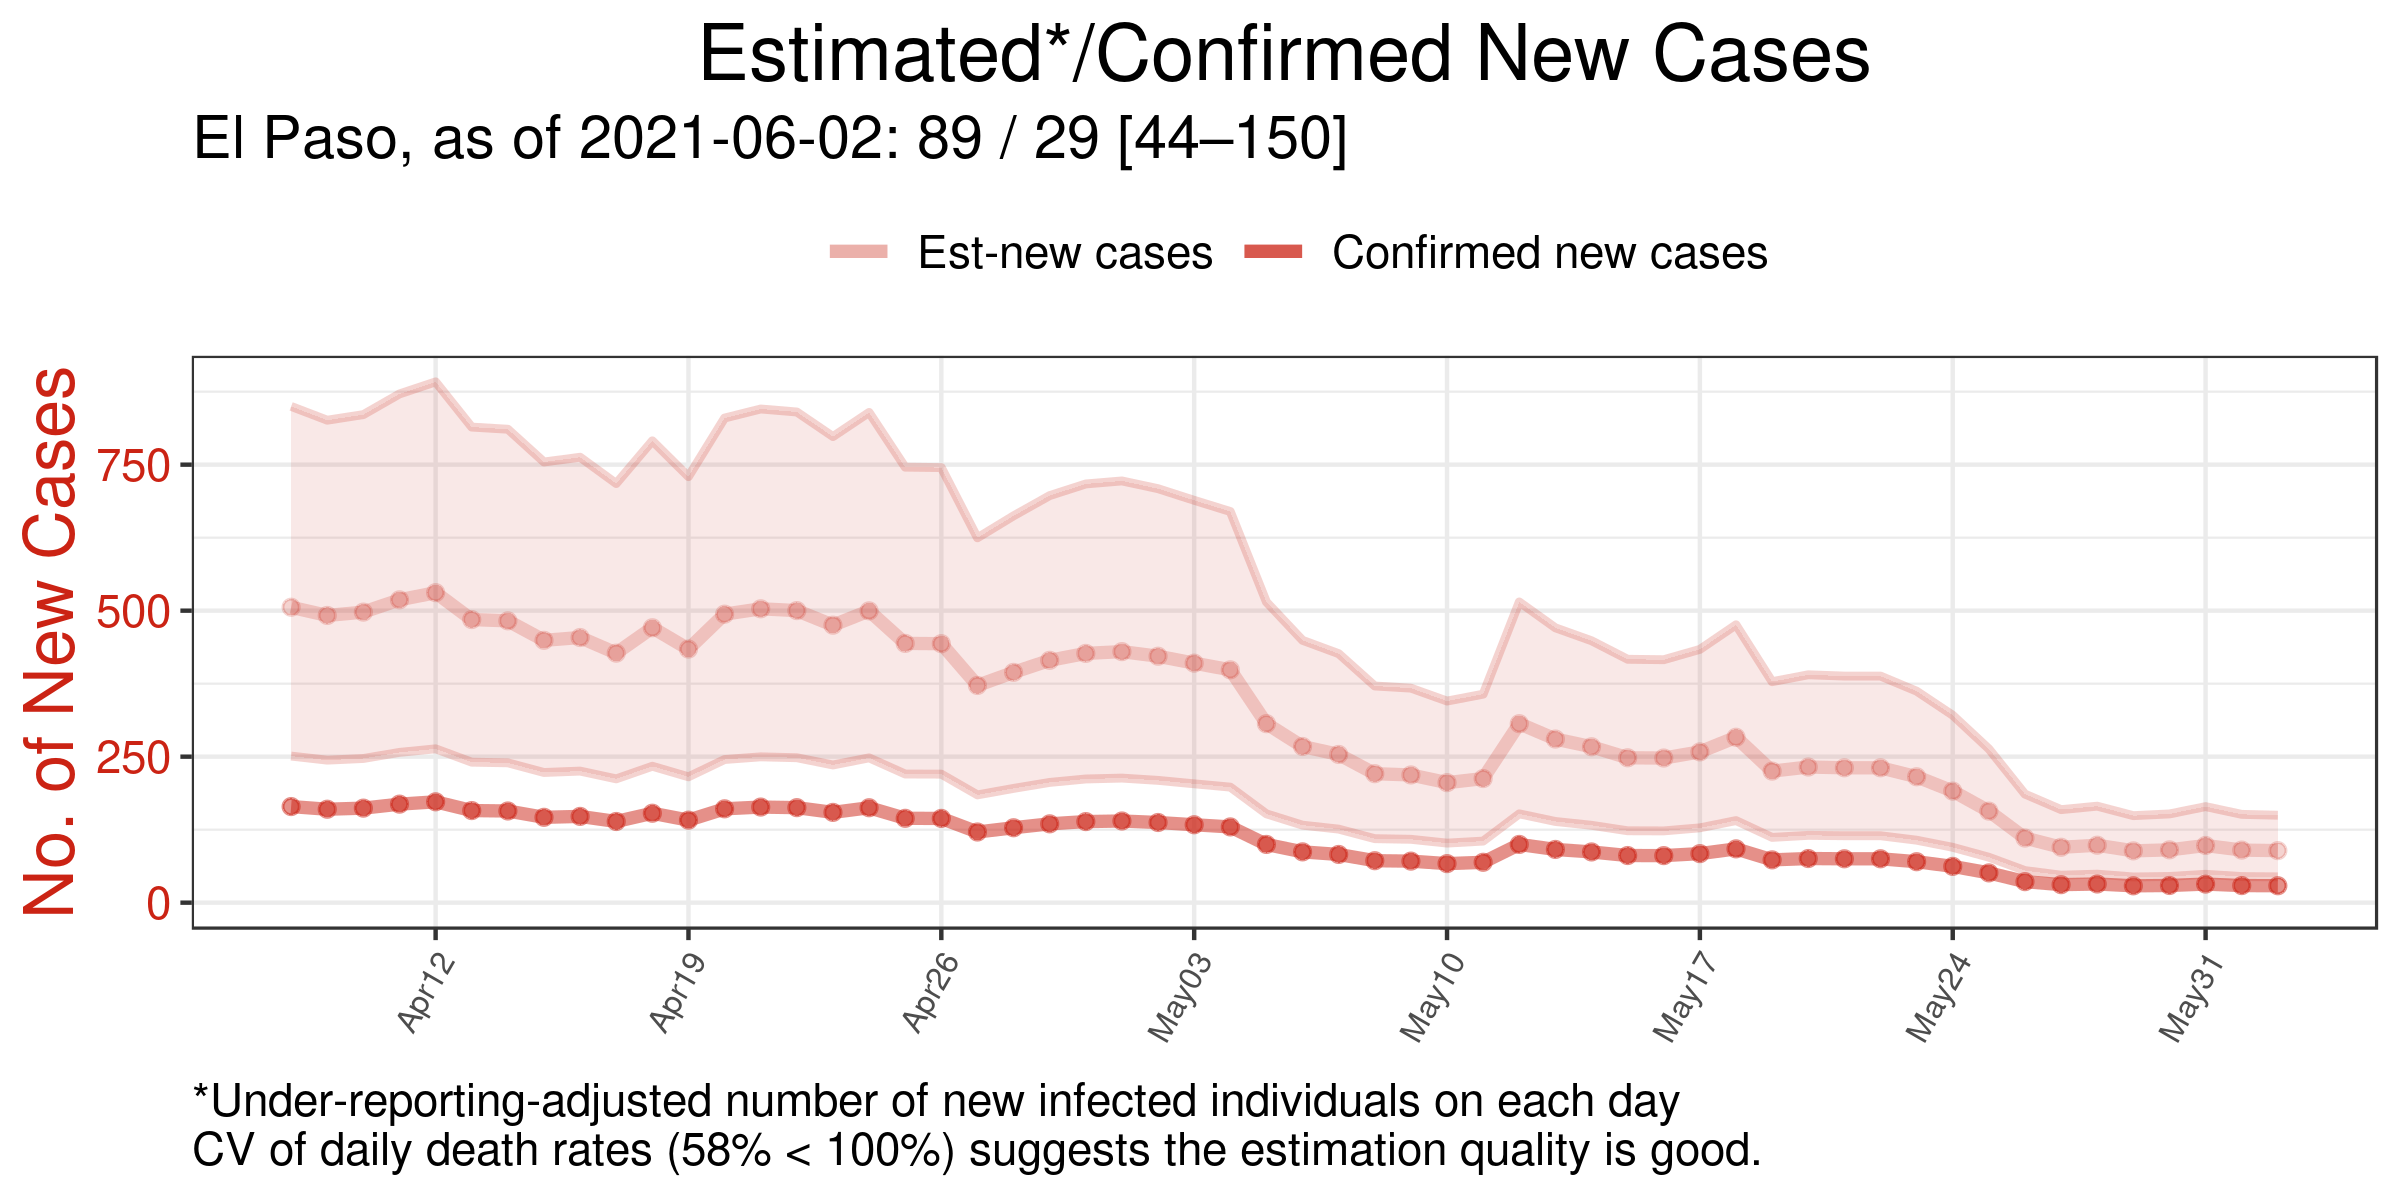 Estimated*/Confirmed New Cases
El Paso, as of 2021-06-02: 89 / 29 [44–150]
Est-new cases
Confirmed new cases
No. of New Cases
750
500
250
0
Apr12
Apr19
Apr26
May03
May10
May17
May24
May31
*Under-reporting-adjusted number of new infected individuals on each day
CV of daily death rates (58% < 100%) suggests the estimation quality is good.